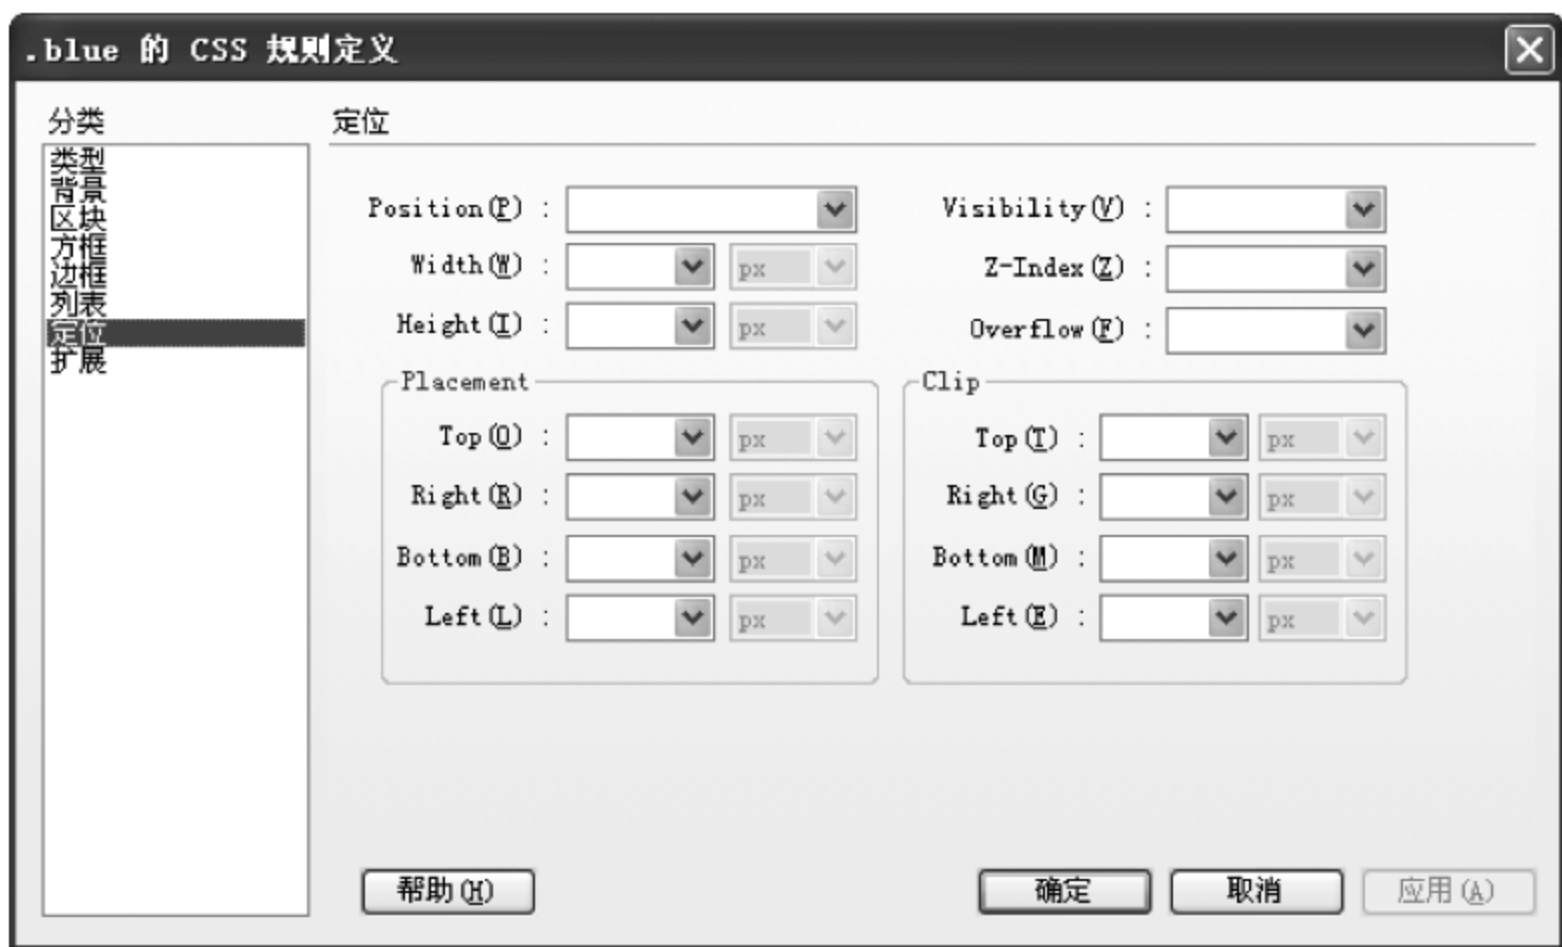 .blue 的 CSS 规则定义
分类
类型
背景
区块
方框
边框
列表
定位
扩展
定位
Position(P) :
Width(W) : px
Height(I) : px
Visibility(V) :
Z-Index(Z) :
Overflow(F) :
Placement
Top(O) : px
Right(R) : px
Bottom(B) : px
Left(L) : px
Clip
Top(T) : px
Right(G) : px
Bottom(M) : px
Left(E) : px
帮助(H)
确定
取消
应用(A)